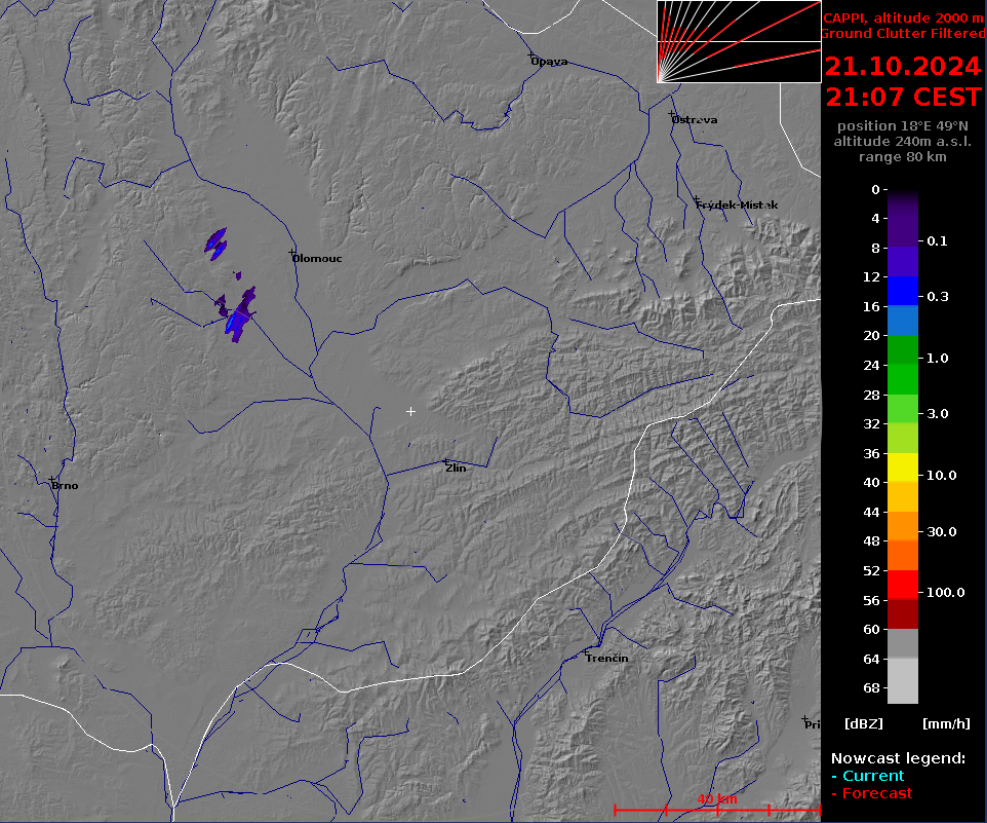 CAPPI, altitude 2000 m
Ground Clutter Filtered
21.10.2024
21:07 CEST
position 18°E 49°N
altitude 240m a.s.l.
range 80 km
Opava
Ostrava
Frýdek-Místek
Olomouc
Zlín
Brno
Trenčín
Pri
40 km
0
4
8
12
16
20
24
28
32
36
40
44
48
52
56
60
64
68
0.1
0.3
1.0
3.0
10.0
30.0
100.0
[dBZ] [mm/h]
Nowcast legend:
- Current
- Forecast